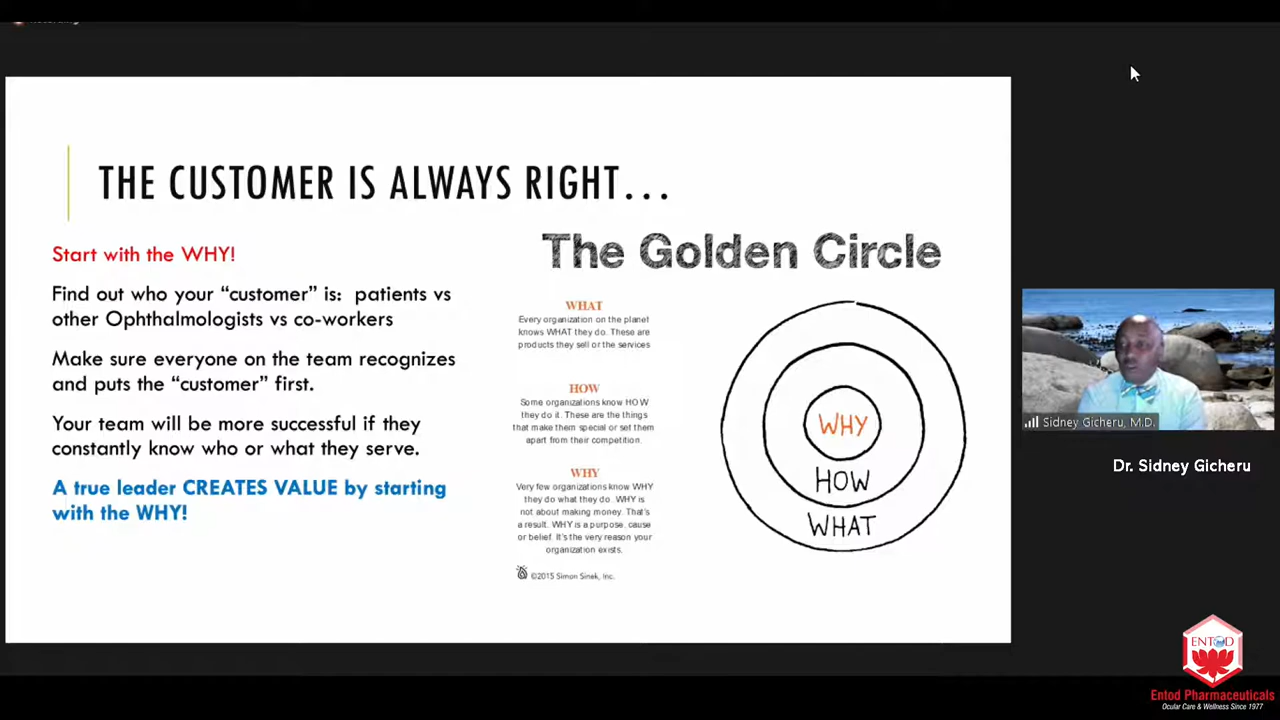 THE CUSTOMER IS ALWAYS RIGHT...
Start with the WHY!
Find out who your “customer” is: patients vs
other Ophthalmologists vs co-workers
Make sure everyone on the team recognizes
and puts the “customer” first.
Your team will be more successful if they
constantly know who or what they serve.
A true leader CREATES VALUE by starting
with the WHY!
The Golden Circle
WHAT
Every organization on the planet
knows WHAT they do. These are
products they sell or the services
HOW
Some organizations know HOW
they do it. These are the things
that make them special or set them
apart from their competition.
WHY
Very few organizations know WHY
they do what they do. WHY is
not about making money. That's
a result. WHY is a purpose, cause
or belief. It's the very reason your
organization exists.
©2015 Simon Sinek, Inc.
WHY
HOW
WHAT
Sidney Gicheru, M.D.
Dr. Sidney Gicheru
ENTOD
Entod Pharmaceuticals
Ocular Care & Wellness Since 1977